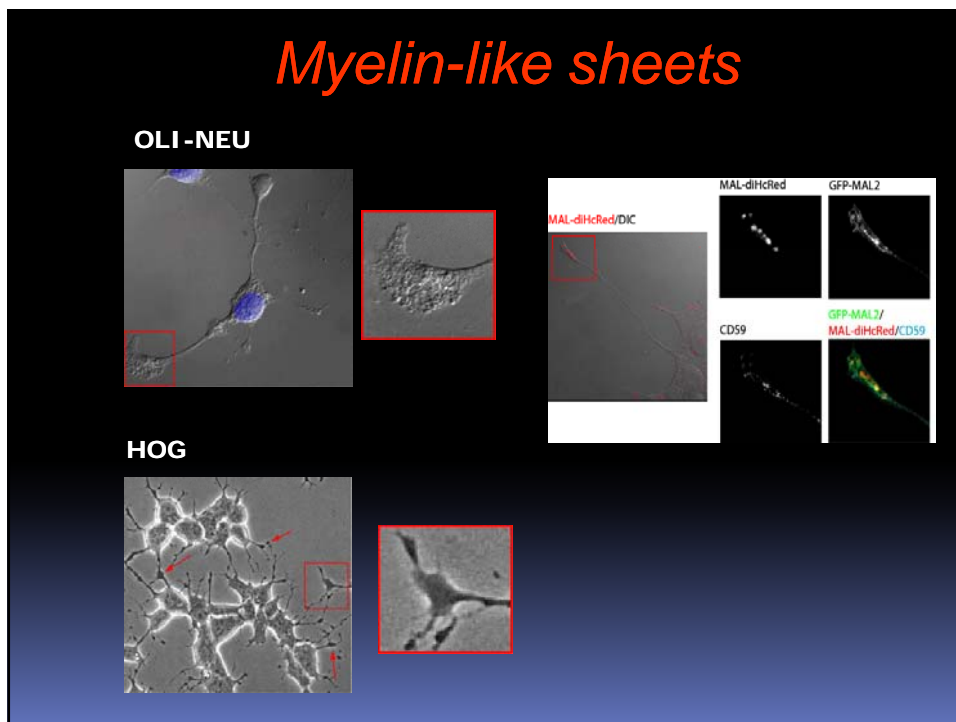 Myelin-like sheets
OLI-NEU
MAL-diHcRed/DIC
MAL-diHcRed
GFP-MAL2
CD59
GFP-MAL2/
MAL-diHcRed/CD59
HOG